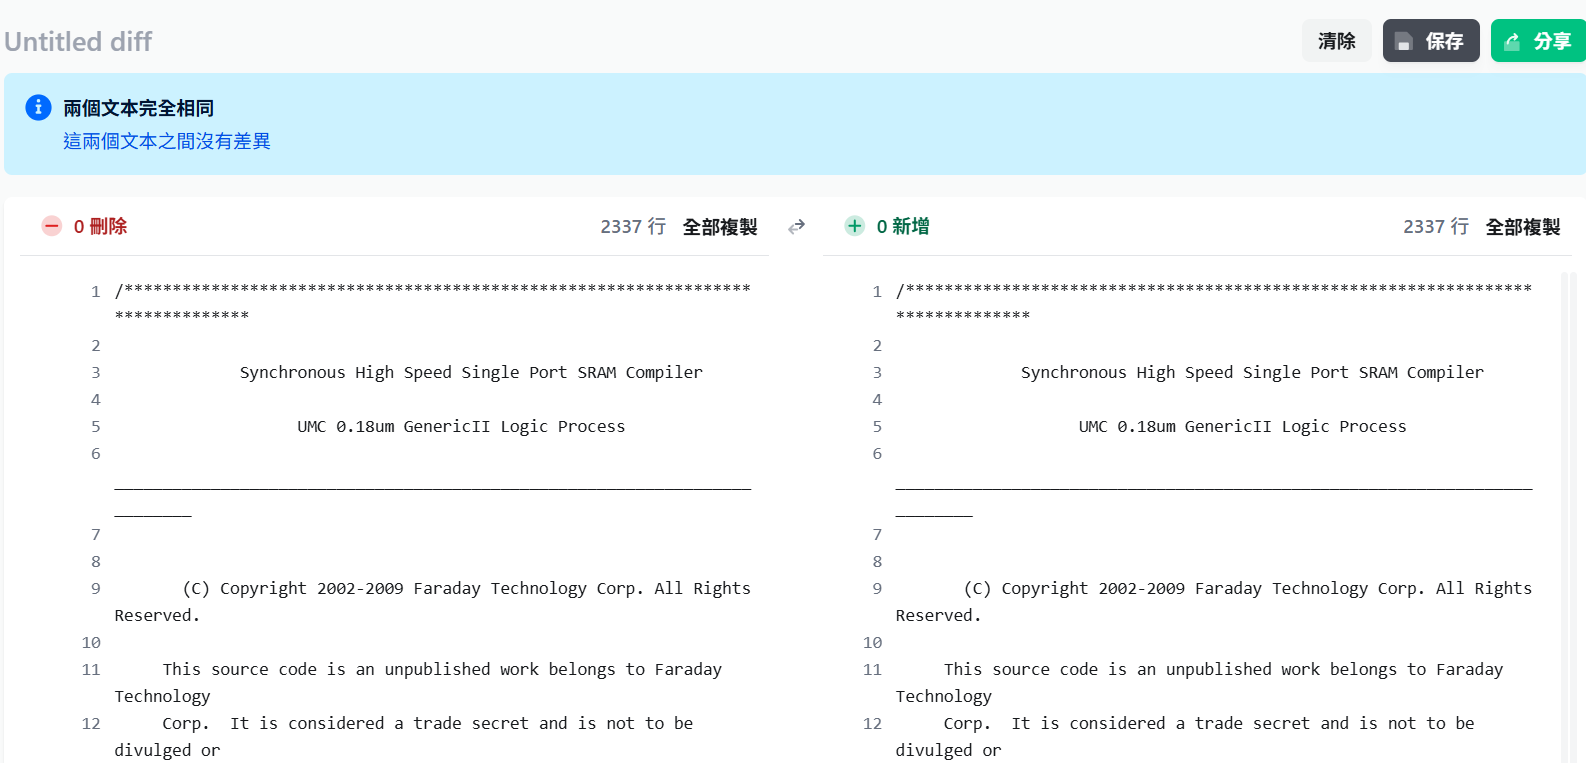 Untitled diff
清除
保存
分享
兩個文本完全相同
這兩個文本之間沒有差異
0 刪除
2337 行 全部複製
0 新增
2337 行 全部複製
1 /*****************************************************************
**************
2
3 Synchronous High Speed Single Port SRAM Compiler
4
5 UMC 0.18um GenericII Logic Process
6
__________________________________________________________________
________
7
8
9 (C) Copyright 2002-2009 Faraday Technology Corp. All Rights
Reserved.
10
11 This source code is an unpublished work belongs to Faraday
Technology
12 Corp.  It is considered a trade secret and is not to be
divulged or
1 /*****************************************************************
**************
2
3 Synchronous High Speed Single Port SRAM Compiler
4
5 UMC 0.18um GenericII Logic Process
6
__________________________________________________________________
________
7
8
9 (C) Copyright 2002-2009 Faraday Technology Corp. All Rights
Reserved.
10
11 This source code is an unpublished work belongs to Faraday
Technology
12 Corp.  It is considered a trade secret and is not to be
divulged or